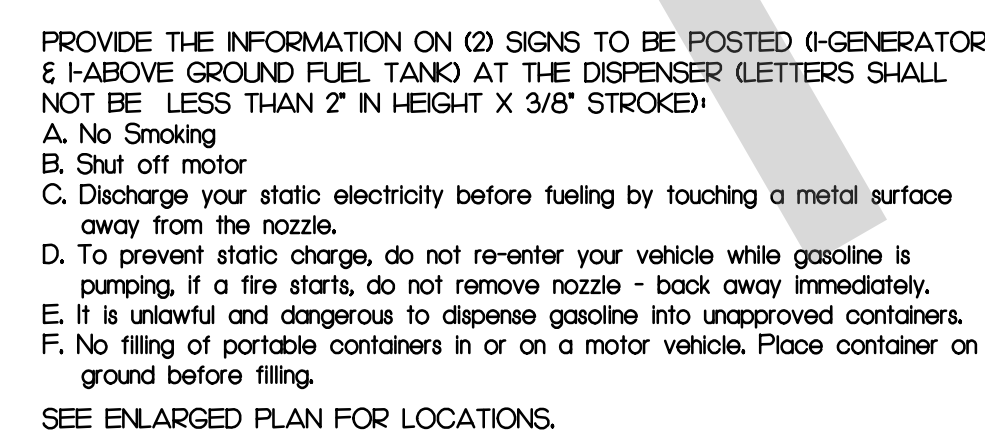 PROVIDE THE INFORMATION ON (2) SIGNS TO BE POSTED (1-GENERATOR
& 1-ABOVE GROUND FUEL TANK) AT THE DISPENSER (LETTERS SHALL
NOT BE LESS THAN 2" IN HEIGHT X 3/8" STROKE):
A. No Smoking
B. Shut off motor
C. Discharge your static electricity before fueling by touching a metal surface
away from the nozzle.
D. To prevent static charge, do not re-enter your vehicle while gasoline is
pumping, if a fire starts, do not remove nozzle - back away immediately.
E. It is unlawful and dangerous to dispense gasoline into unapproved containers.
F. No filling of portable containers in or on a motor vehicle. Place container on
ground before filling.
SEE ENLARGED PLAN FOR LOCATIONS.